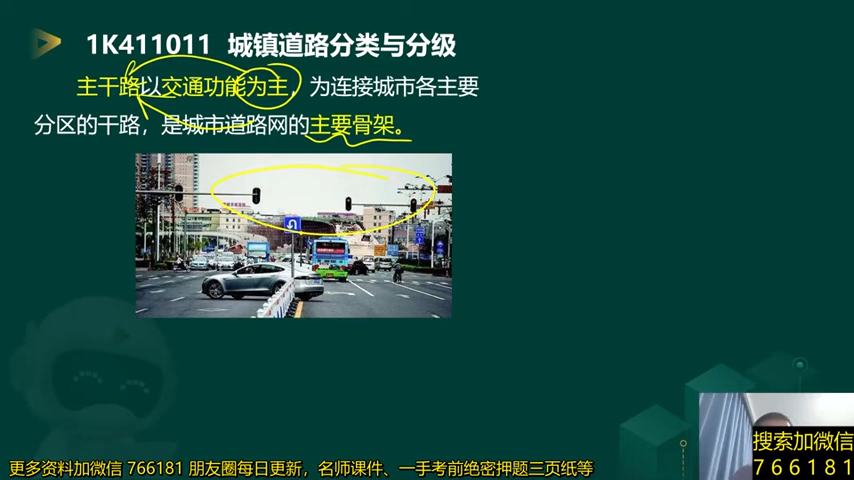 1K411011 城镇道路分类与分级
主干路以交通功能为主，为连接城市各主要
分区的干路，是城市道路网的主要骨架。
搜索加微信
766181
更多资料加微信 766181 朋友圈每日更新，名师课件、一手考前绝密押题三页纸等